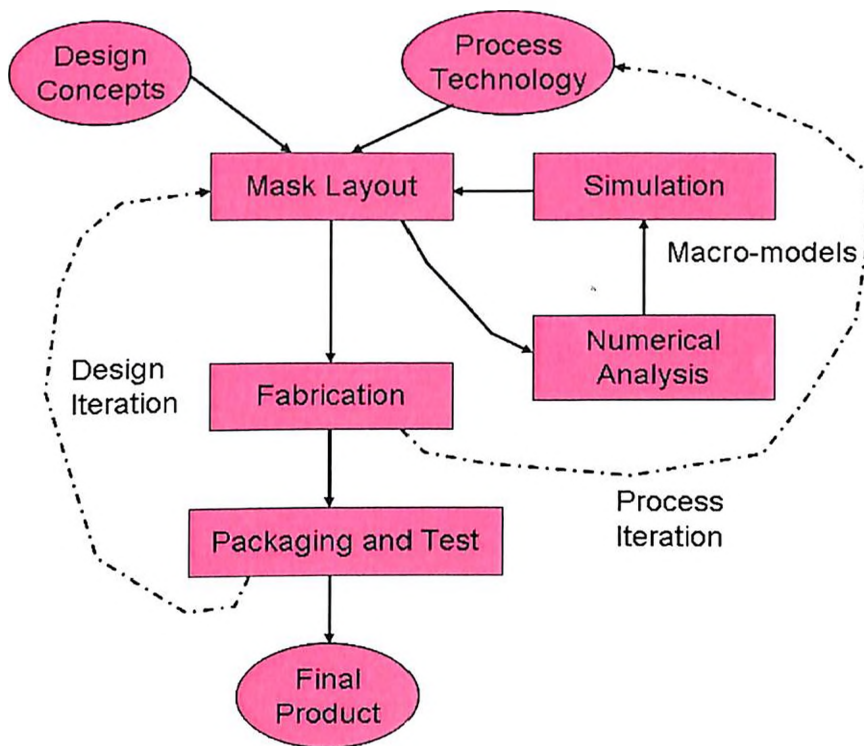 Design
Concepts
Process
Technology
Mask Layout
Simulation
Macro-models
Numerical
Analysis
Design
Iteration
Fabrication
Process
Iteration
Packaging and Test
Final
Product